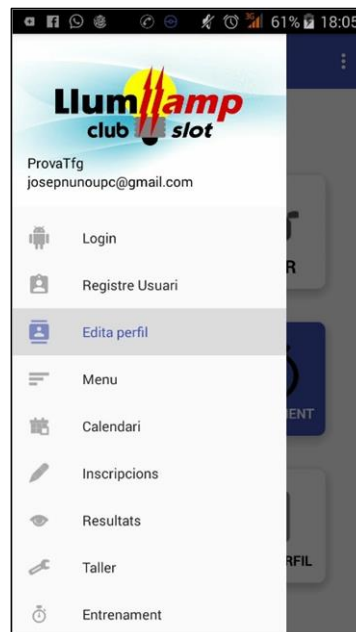 61% 18:05
Llumllamp
club slot
ProvaTfg
josepnunoupc@gmail.com
Login
Registre Usuari
Edita perfil
Menu
Calendari
Inscripcions
Resultats
Taller
Entrenament
R
ENT
RFIL